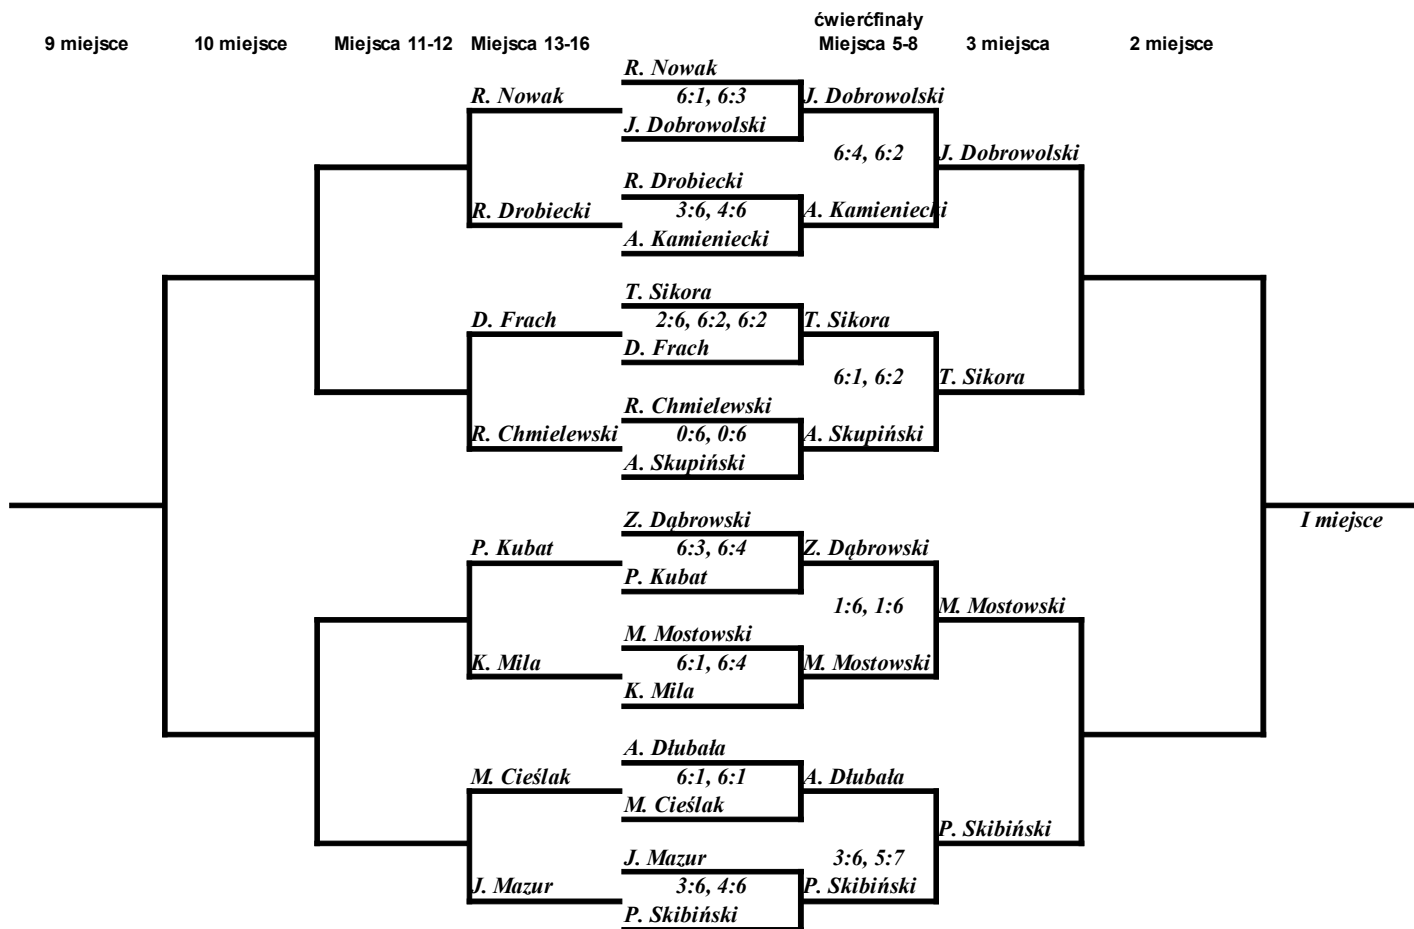 ćwierćfinały
9 miejsce 10 miejsce Miejsca 11-12 Miejsca 13-16 Miejsca 5-8 3 miejsca 2 miejsce
R. Nowak
R. Nowak 6:1, 6:3 J. Dobrowolski
J. Dobrowolski
6:4, 6:2 J. Dobrowolski
R. Drobiecki
R. Drobiecki 3:6, 4:6 A. Kamieniecki
A. Kamieniecki
T. Sikora
D. Frach 2:6, 6:2, 6:2 T. Sikora
D. Frach
6:1, 6:2 T. Sikora
R. Chmielewski
R. Chmielewski 0:6, 0:6 A. Skupiński
A. Skupiński
Z. Dąbrowski
I miejsce
P. Kubat 6:3, 6:4 Z. Dąbrowski
P. Kubat
1:6, 1:6 M. Mostowski
M. Mostowski
K. Mila 6:1, 6:4 M. Mostowski
K. Mila
A. Dłubała
M. Cieślak 6:1, 6:1 A. Dłubała
M. Cieślak
P. Skibiński
J. Mazur 3:6, 5:7
J. Mazur 3:6, 4:6 P. Skibiński
P. Skibiński